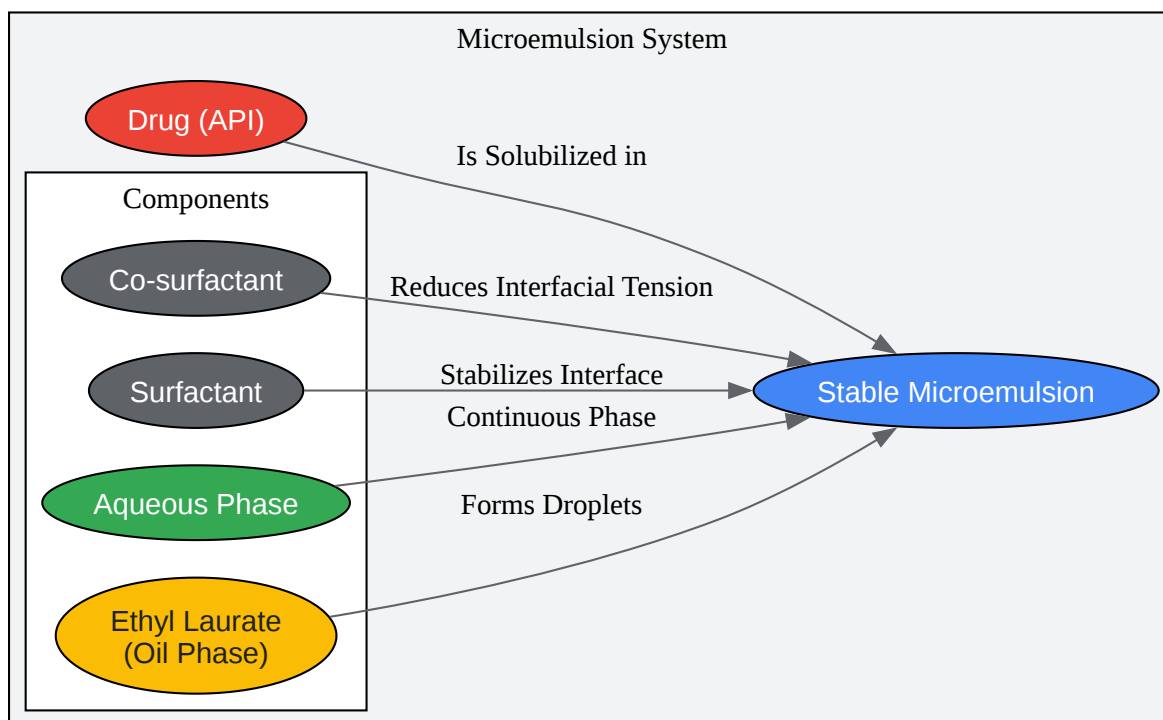 Microemulsion System
Drug (API)
Is Solubilized in
Components
Co-surfactant
Reduces Interfacial Tension
Surfactant
Stabilizes Interface
Stable Microemulsion
Continuous Phase
Aqueous Phase
Forms Droplets
Ethyl Laurate
(Oil Phase)